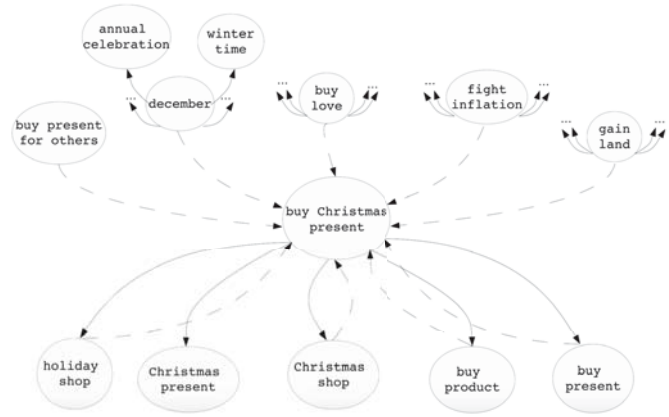 annual
celebration
winter
time
...
december
...
...
buy
love
...
...
fight
inflation
...
buy present
for others
...
gain
land
...
buy Christmas
present
holiday
shop
Christmas
present
Christmas
shop
buy
product
buy
present